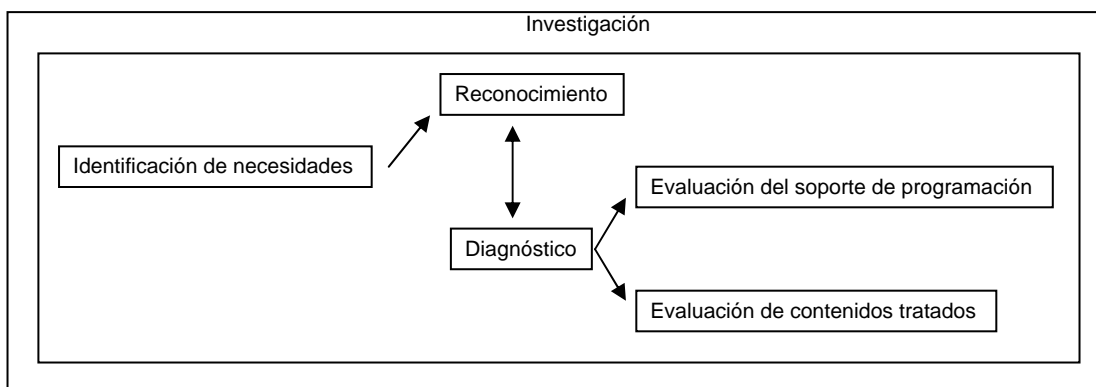 Investigación
Reconocimiento
Identificación de necesidades
Evaluación del soporte de programación
Diagnóstico
Evaluación de contenidos tratados